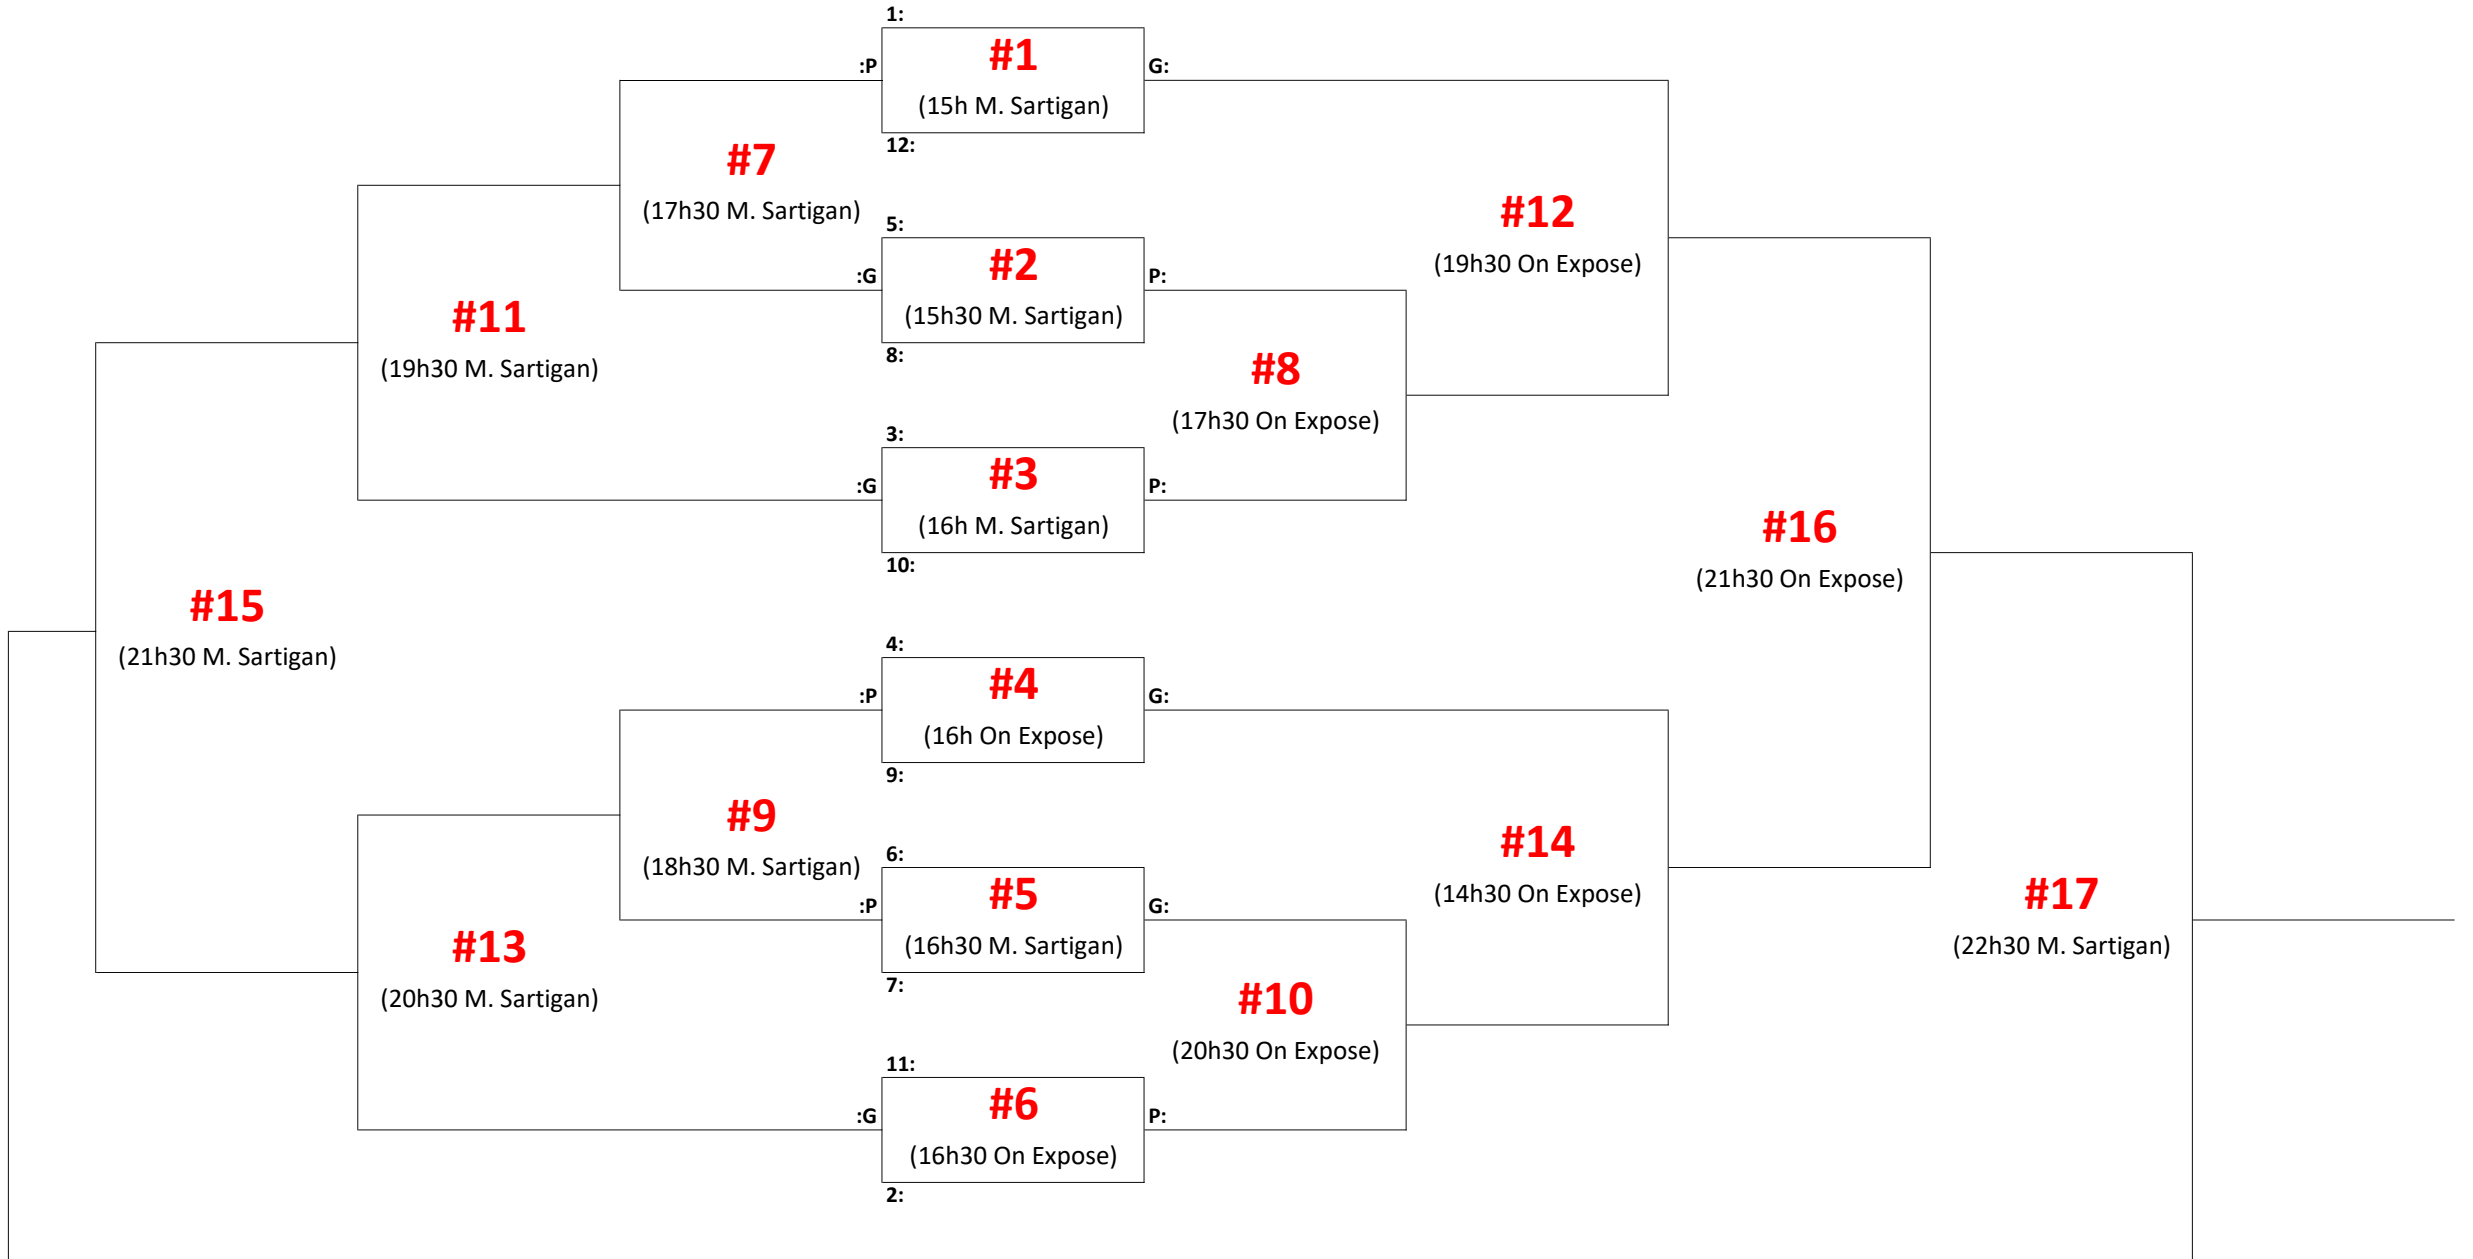 1:
:P
#1
G:
(15h M. Sartigan)
12:
#7
(17h30 M. Sartigan)
#12
(19h30 On Expose)
5:
:G
#2
P:
(15h30 M. Sartigan)
8:
#11
(19h30 M. Sartigan)
#8
(17h30 On Expose)
3:
:G
#3
P:
(16h M. Sartigan)
10:
#16
(21h30 On Expose)
#15
(21h30 M. Sartigan)
4:
:P
#4
G:
(16h On Expose)
9:
#9
(18h30 M. Sartigan)
#14
(14h30 On Expose)
6:
:P
#5
G:
(16h30 M. Sartigan)
7:
#17
(22h30 M. Sartigan)
#13
(20h30 M. Sartigan)
#10
(20h30 On Expose)
11:
:G
#6
P:
(16h30 On Expose)
2: